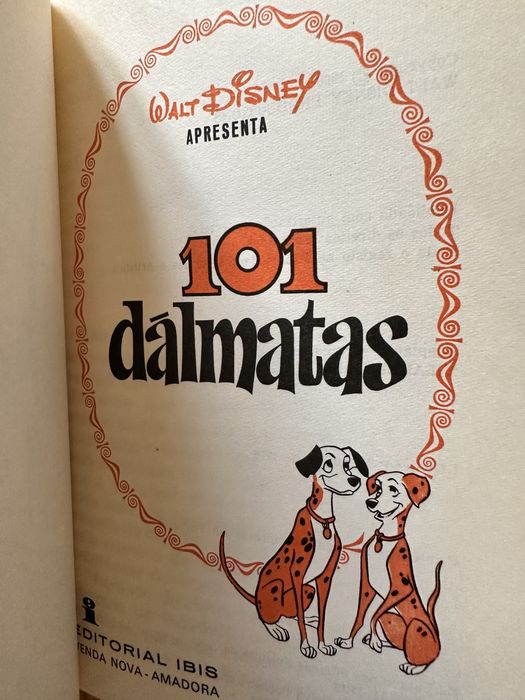 WALT DISNEY
APRESENTA
101
dálmatas
i
EDITORIAL IBIS
VENDA NOVA - AMADORA